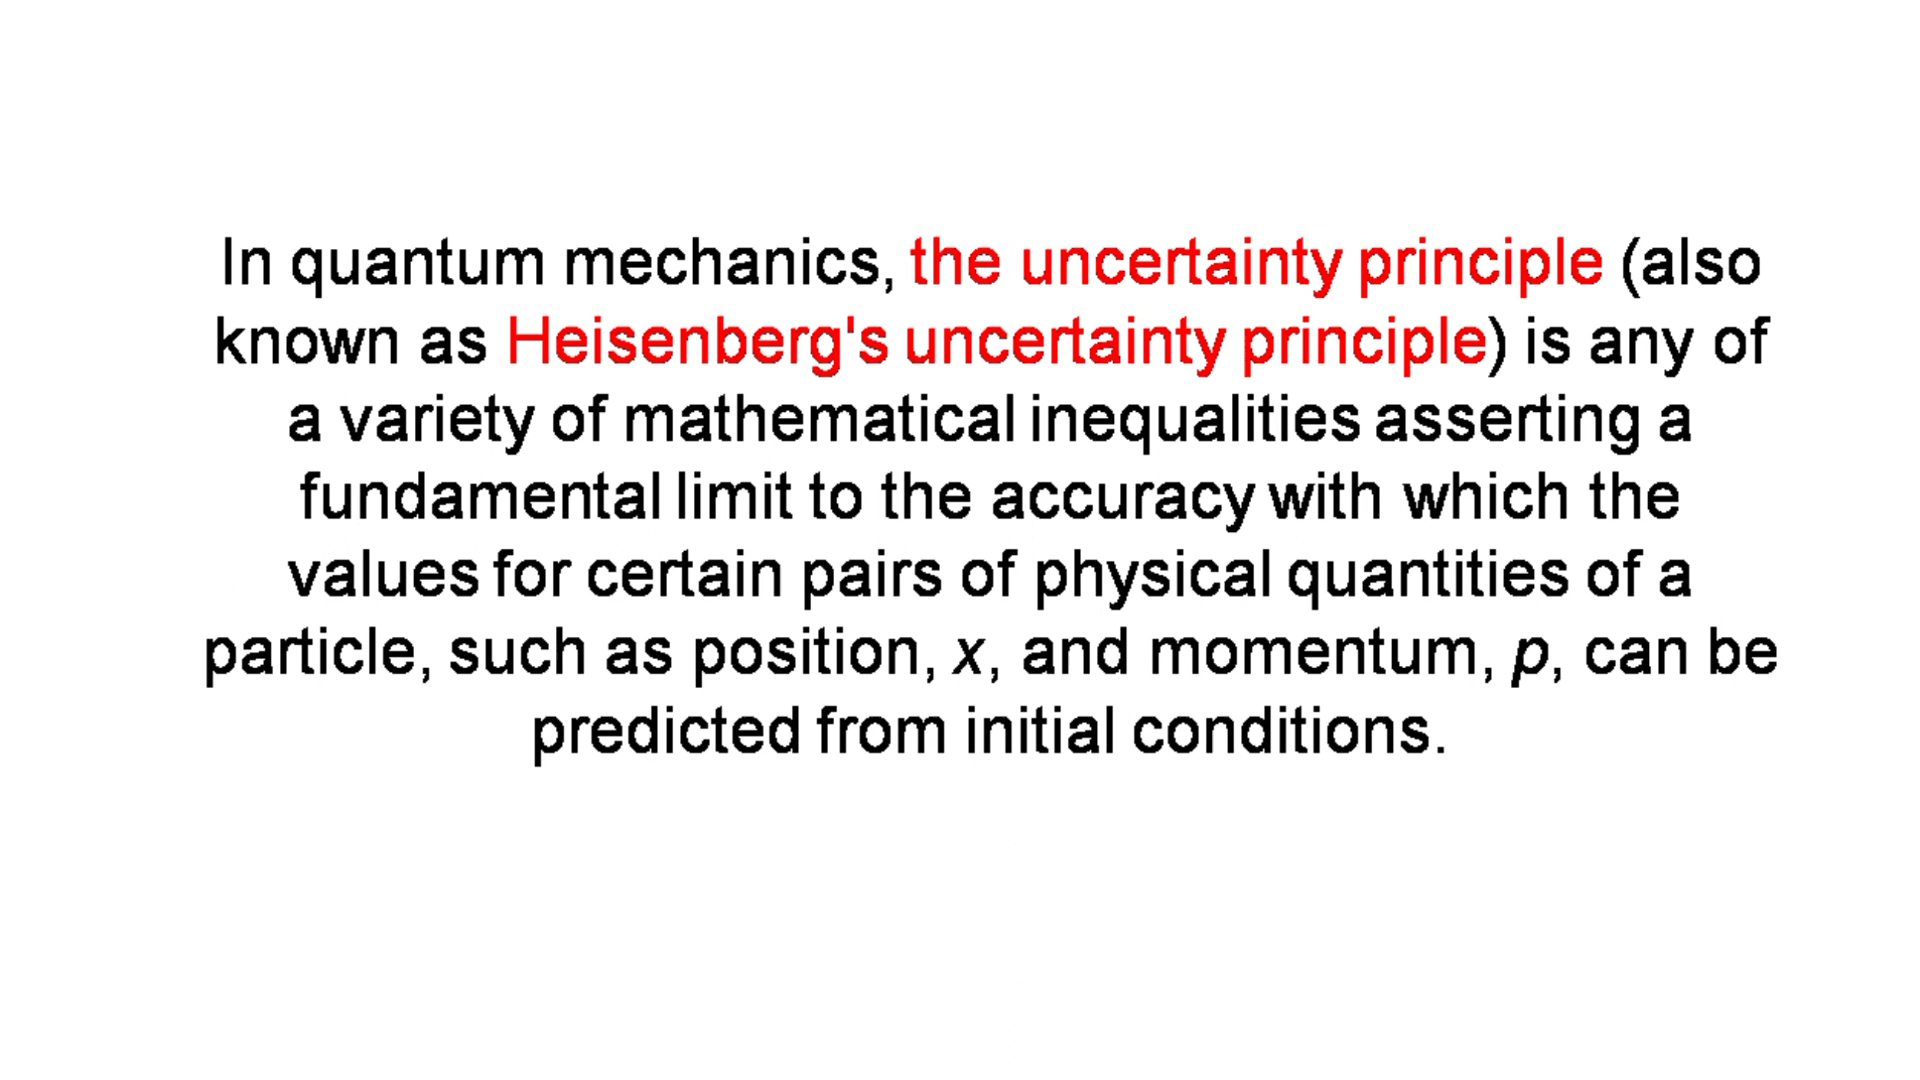 In quantum mechanics, the uncertainty principle (also
known as Heisenberg's uncertainty principle) is any of
a variety of mathematical inequalities asserting a
fundamental limit to the accuracy with which the
values for certain pairs of physical quantities of a
particle, such as position, x, and momentum, p, can be
predicted from initial conditions.